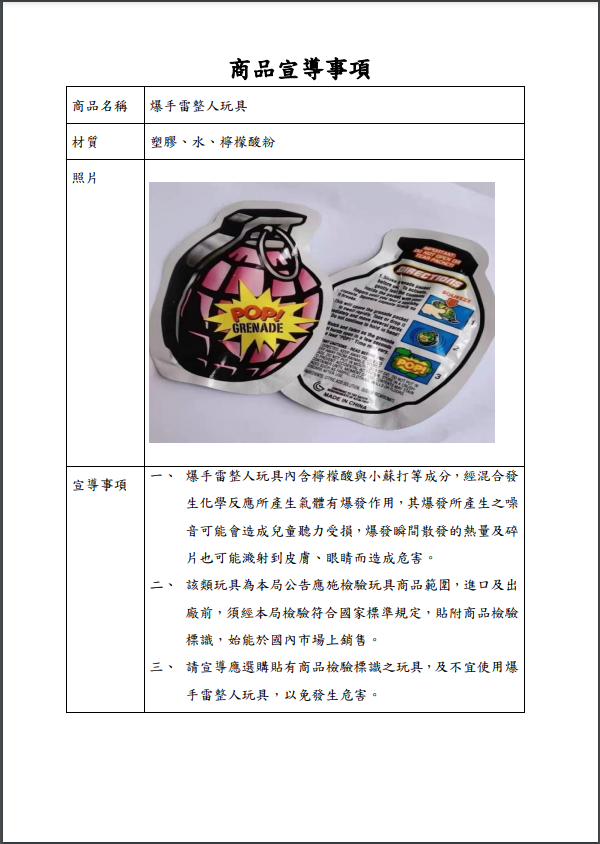 商品宣導事項
商品名稱
爆手雷整人玩具
材質
塑膠、水、檸檬酸粉
照片
POP!
GRENADE
IMPORTANT
DO NOT OPEN OR
TEAR PACKET
DIRECTIONS
SQUEEZE
1
2
POP!
3
MADE IN CHINA
宣導事項
一、 爆手雷整人玩具內含檸檬酸與小蘇打等成分，經混合發
生化學反應所產生氣體有爆發作用，其爆發所產生之噪
音可能會造成兒童聽力受損，爆發瞬間散發的熱量及碎
片也可能濺射到皮膚、眼睛而造成危害。
二、 該類玩具為本局公告應施檢驗玩具商品範圍，進口及出
廠前，須經本局檢驗符合國家標準規定，貼附商品檢驗
標識，始能於國內市場上銷售。
三、 請宣導應選購貼有商品檢驗標識之玩具，及不宜使用爆
手雷整人玩具，以免發生危害。